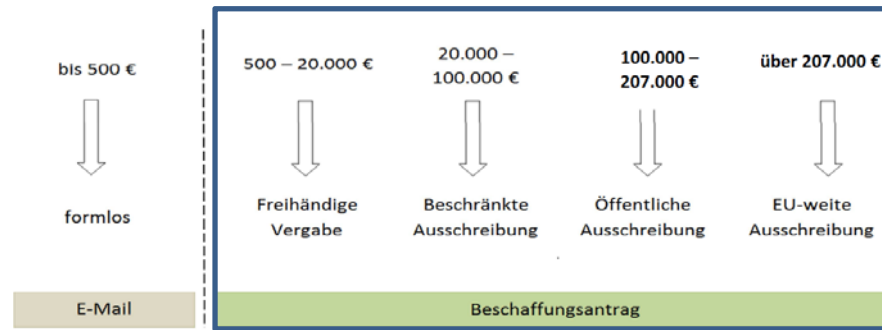 bis 500 €
500 – 20.000 €
20.000 –
100.000 €
100.000 –
207.000 €
über 207.000 €
formlos
Freihändige
Vergabe
Beschränkte
Ausschreibung
Öffentliche
Ausschreibung
EU-weite
Ausschreibung
E-Mail
Beschaffungsantrag